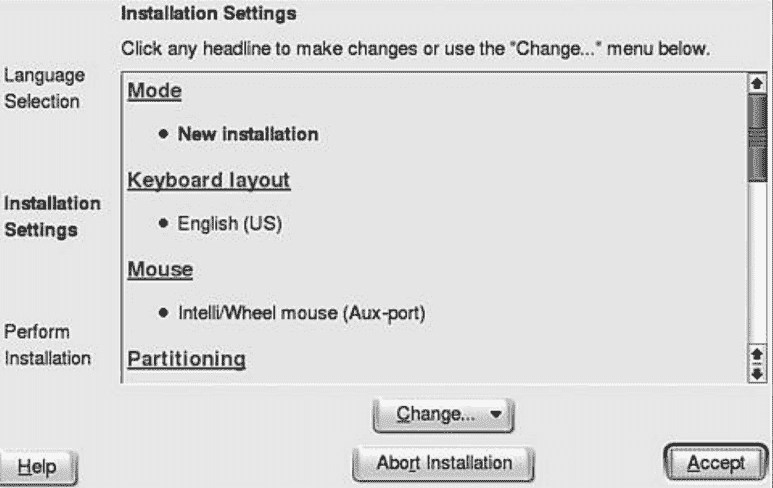 Installation Settings
Click any headline to make changes or use the "Change..." menu below.
Language
Selection
Installation
Settings
Perform
Installation
Mode
New installation
Keyboard layout
English (US)
Mouse
Intelli/Wheel mouse (Aux-port)
Partitioning
Change...
Help
Abort Installation
Accept